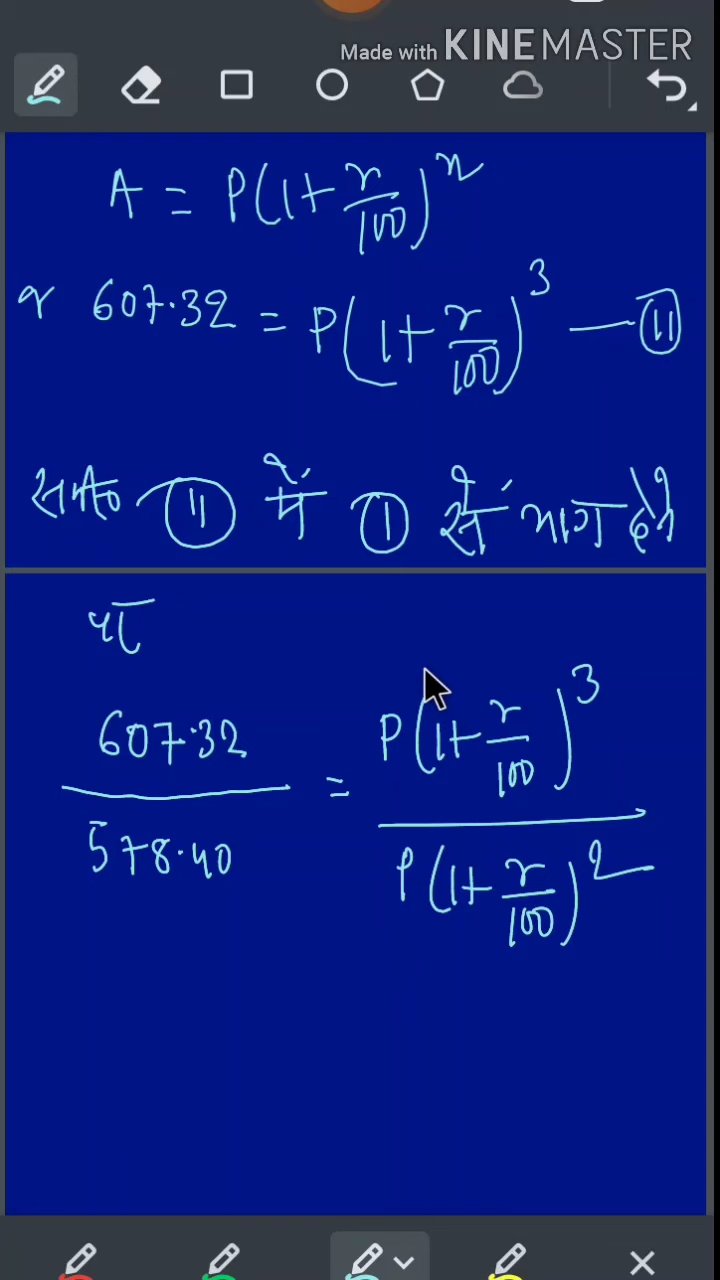 Made with KINEMASTER
A = P(1+r/100)^n
या 607.32 = P(1+r/100)^3 — (II)
समी० (II) में (I) से भाग देने
पर
607.32/578.40 = P(1+r/100)^3/P(1+r/100)^2